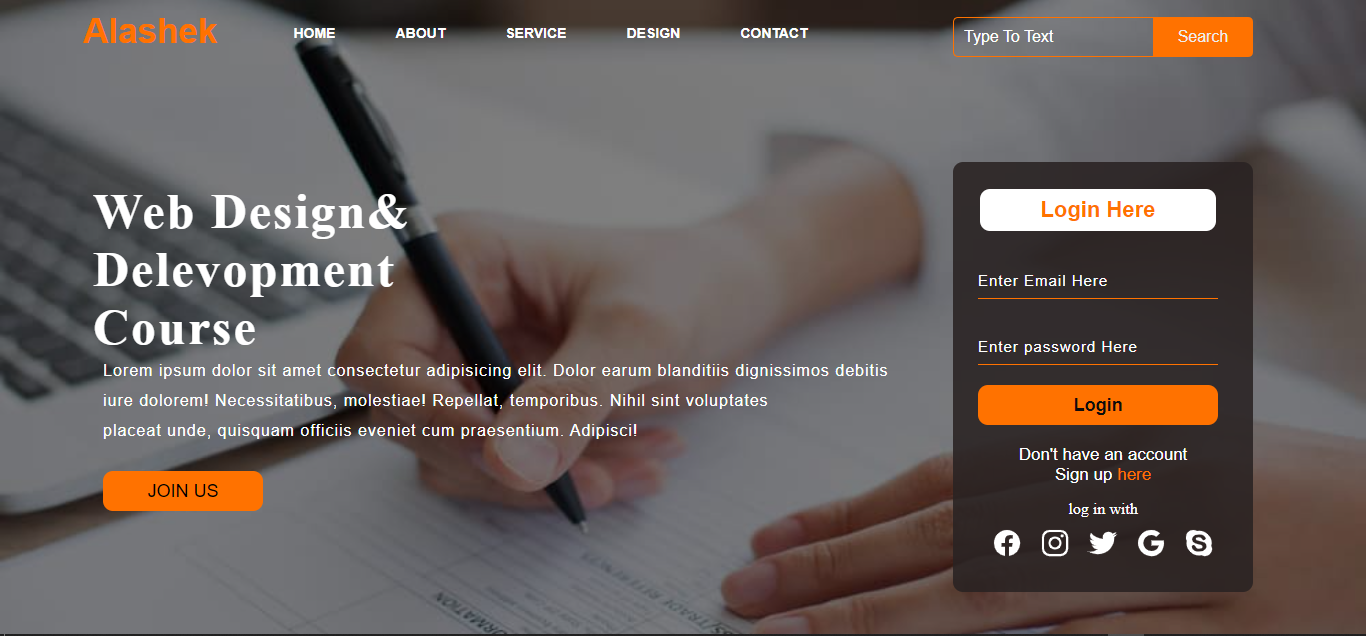 Alashek
HOME ABOUT SERVICE DESIGN CONTACT
Type To Text
Search
Web Design&
Delevopment
Course
Lorem ipsum dolor sit amet consectetur adipisicing elit. Dolor earum blanditiis dignissimos debitis
iure dolorem! Necessitatibus, molestiae! Repellat, temporibus. Nihil sint voluptates
placeat unde, quisquam officiis eveniet cum praesentium. Adipisci!
JOIN US
Login Here
Enter Email Here
Enter password Here
Login
Don't have an account
Sign up here
log in with